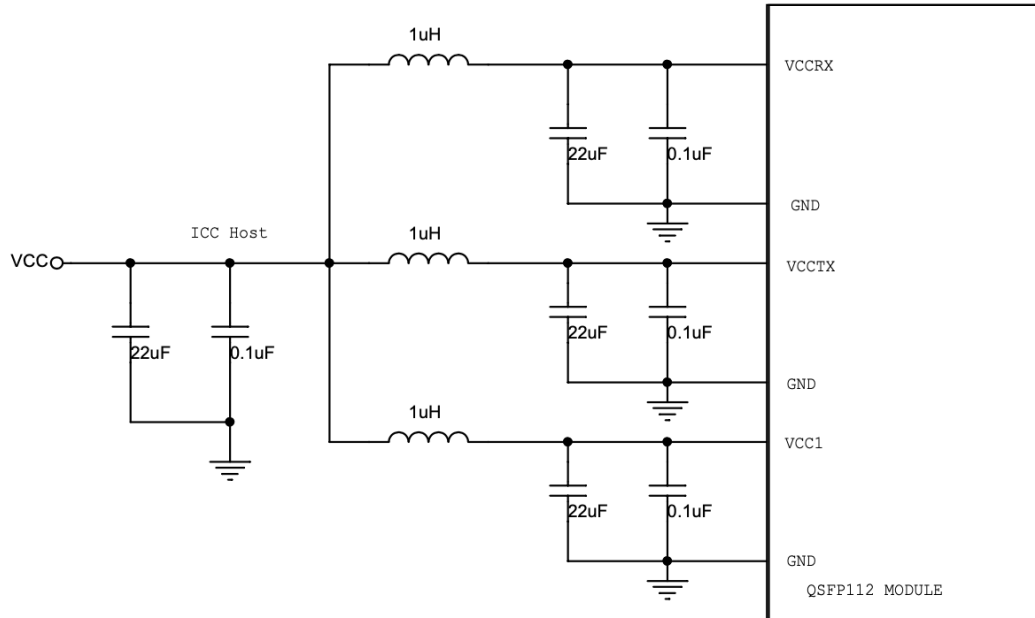 1uH
VCCRX
22uF
0.1uF
GND
ICC Host
1uH
VCC
VCCTX
22uF
0.1uF
22uF
0.1uF
GND
1uH
VCC1
22uF
0.1uF
GND
QSFP112 MODULE